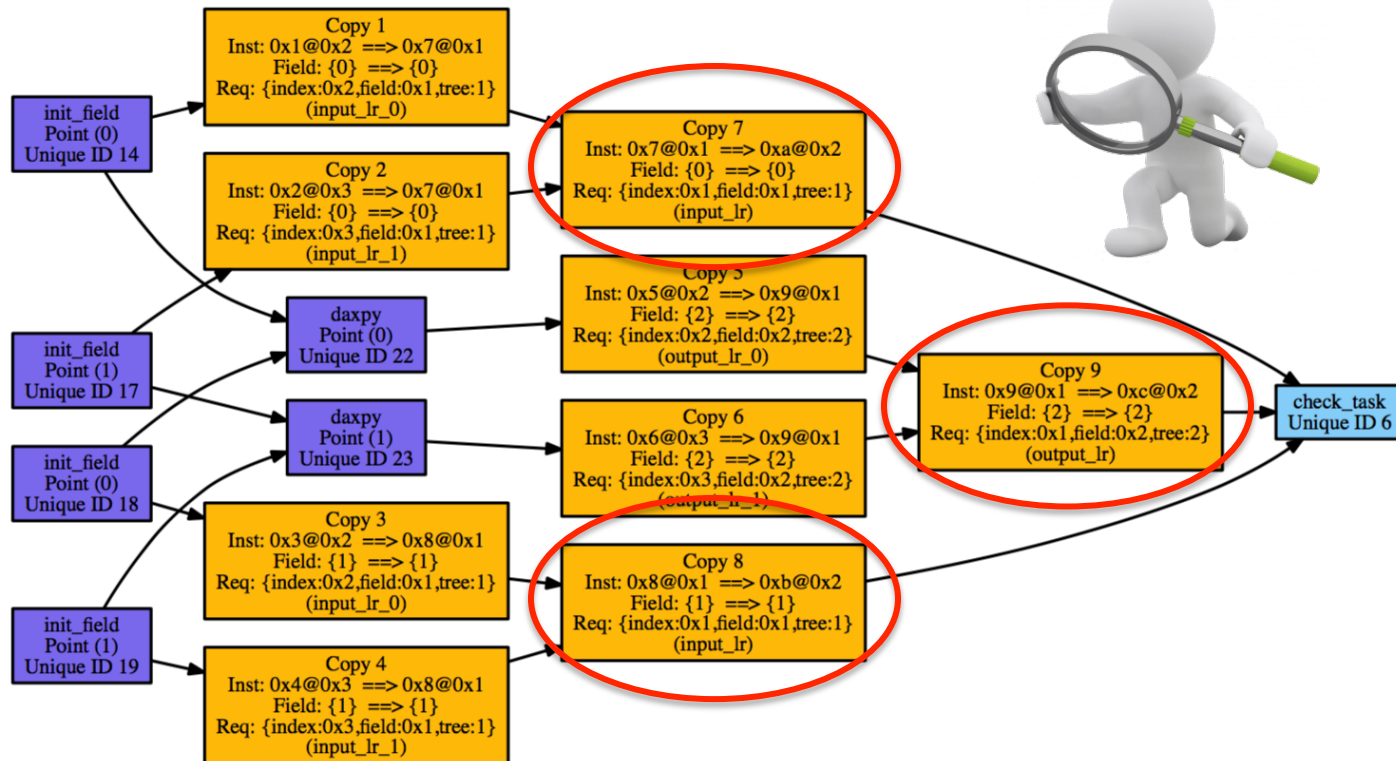 Copy 1
Inst: 0x1@0x2 ==> 0x7@0x1
Field: {0} ==> {0}
Req: {index:0x2,field:0x1,tree:1}
(input_lr_0)
init_field
Point (0)
Unique ID 14
Copy 2
Inst: 0x2@0x3 ==> 0x7@0x1
Field: {0} ==> {0}
Req: {index:0x3,field:0x1,tree:1}
(input_lr_1)
Copy 7
Inst: 0x7@0x1 ==> 0xa@0x2
Field: {0} ==> {0}
Req: {index:0x1,field:0x1,tree:1}
(input_lr)
init_field
Point (1)
Unique ID 17
daxpy
Point (0)
Unique ID 22
Copy 5
Inst: 0x5@0x2 ==> 0x9@0x1
Field: {2} ==> {2}
Req: {index:0x2,field:0x2,tree:2}
(output_lr_0)
init_field
Point (0)
Unique ID 18
daxpy
Point (1)
Unique ID 23
Copy 6
Inst: 0x6@0x3 ==> 0x9@0x1
Field: {2} ==> {2}
Req: {index:0x3,field:0x2,tree:2}
(output_lr_1)
Copy 9
Inst: 0x9@0x1 ==> 0xc@0x2
Field: {2} ==> {2}
Req: {index:0x1,field:0x2,tree:2}
(output_lr)
check_task
Unique ID 6
Copy 3
Inst: 0x3@0x2 ==> 0x8@0x1
Field: {1} ==> {1}
Req: {index:0x2,field:0x1,tree:1}
(input_lr_0)
Copy 8
Inst: 0x8@0x1 ==> 0xb@0x2
Field: {1} ==> {1}
Req: {index:0x1,field:0x1,tree:1}
(input_lr)
init_field
Point (1)
Unique ID 19
Copy 4
Inst: 0x4@0x3 ==> 0x8@0x1
Field: {1} ==> {1}
Req: {index:0x3,field:0x1,tree:1}
(input_lr_1)